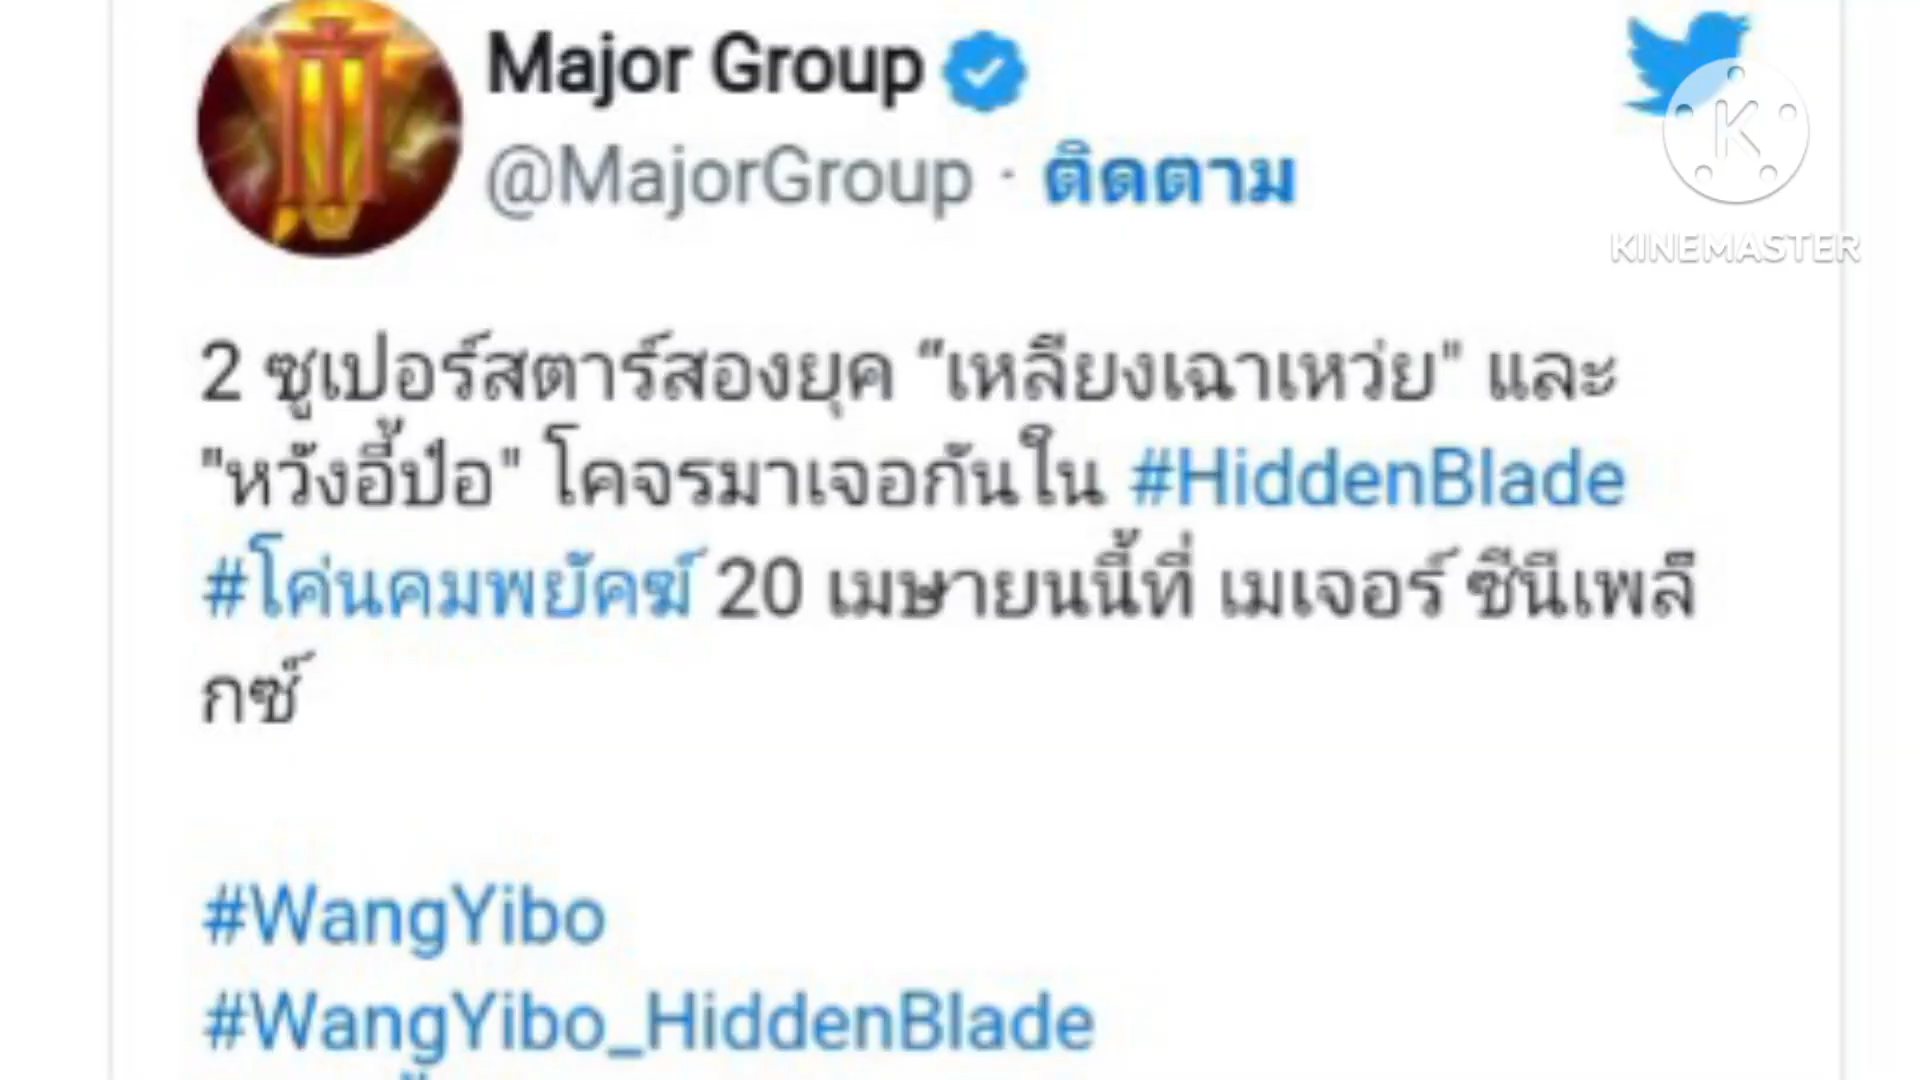 Major Group
@MajorGroup · ติดตาม
KINEMASTER
2 ซูเปอร์สตาร์สองยุค “เหลียงเฉาเหว่ย" และ
"หวังอี้ป๋อ" โคจรมาเจอกันใน #HiddenBlade
#โค่นคมพยัคฆ์ 20 เมษายนนี้ที่ เมเจอร์ ซีนีเพล็
กซ์
#WangYibo
#WangYibo_HiddenBlade